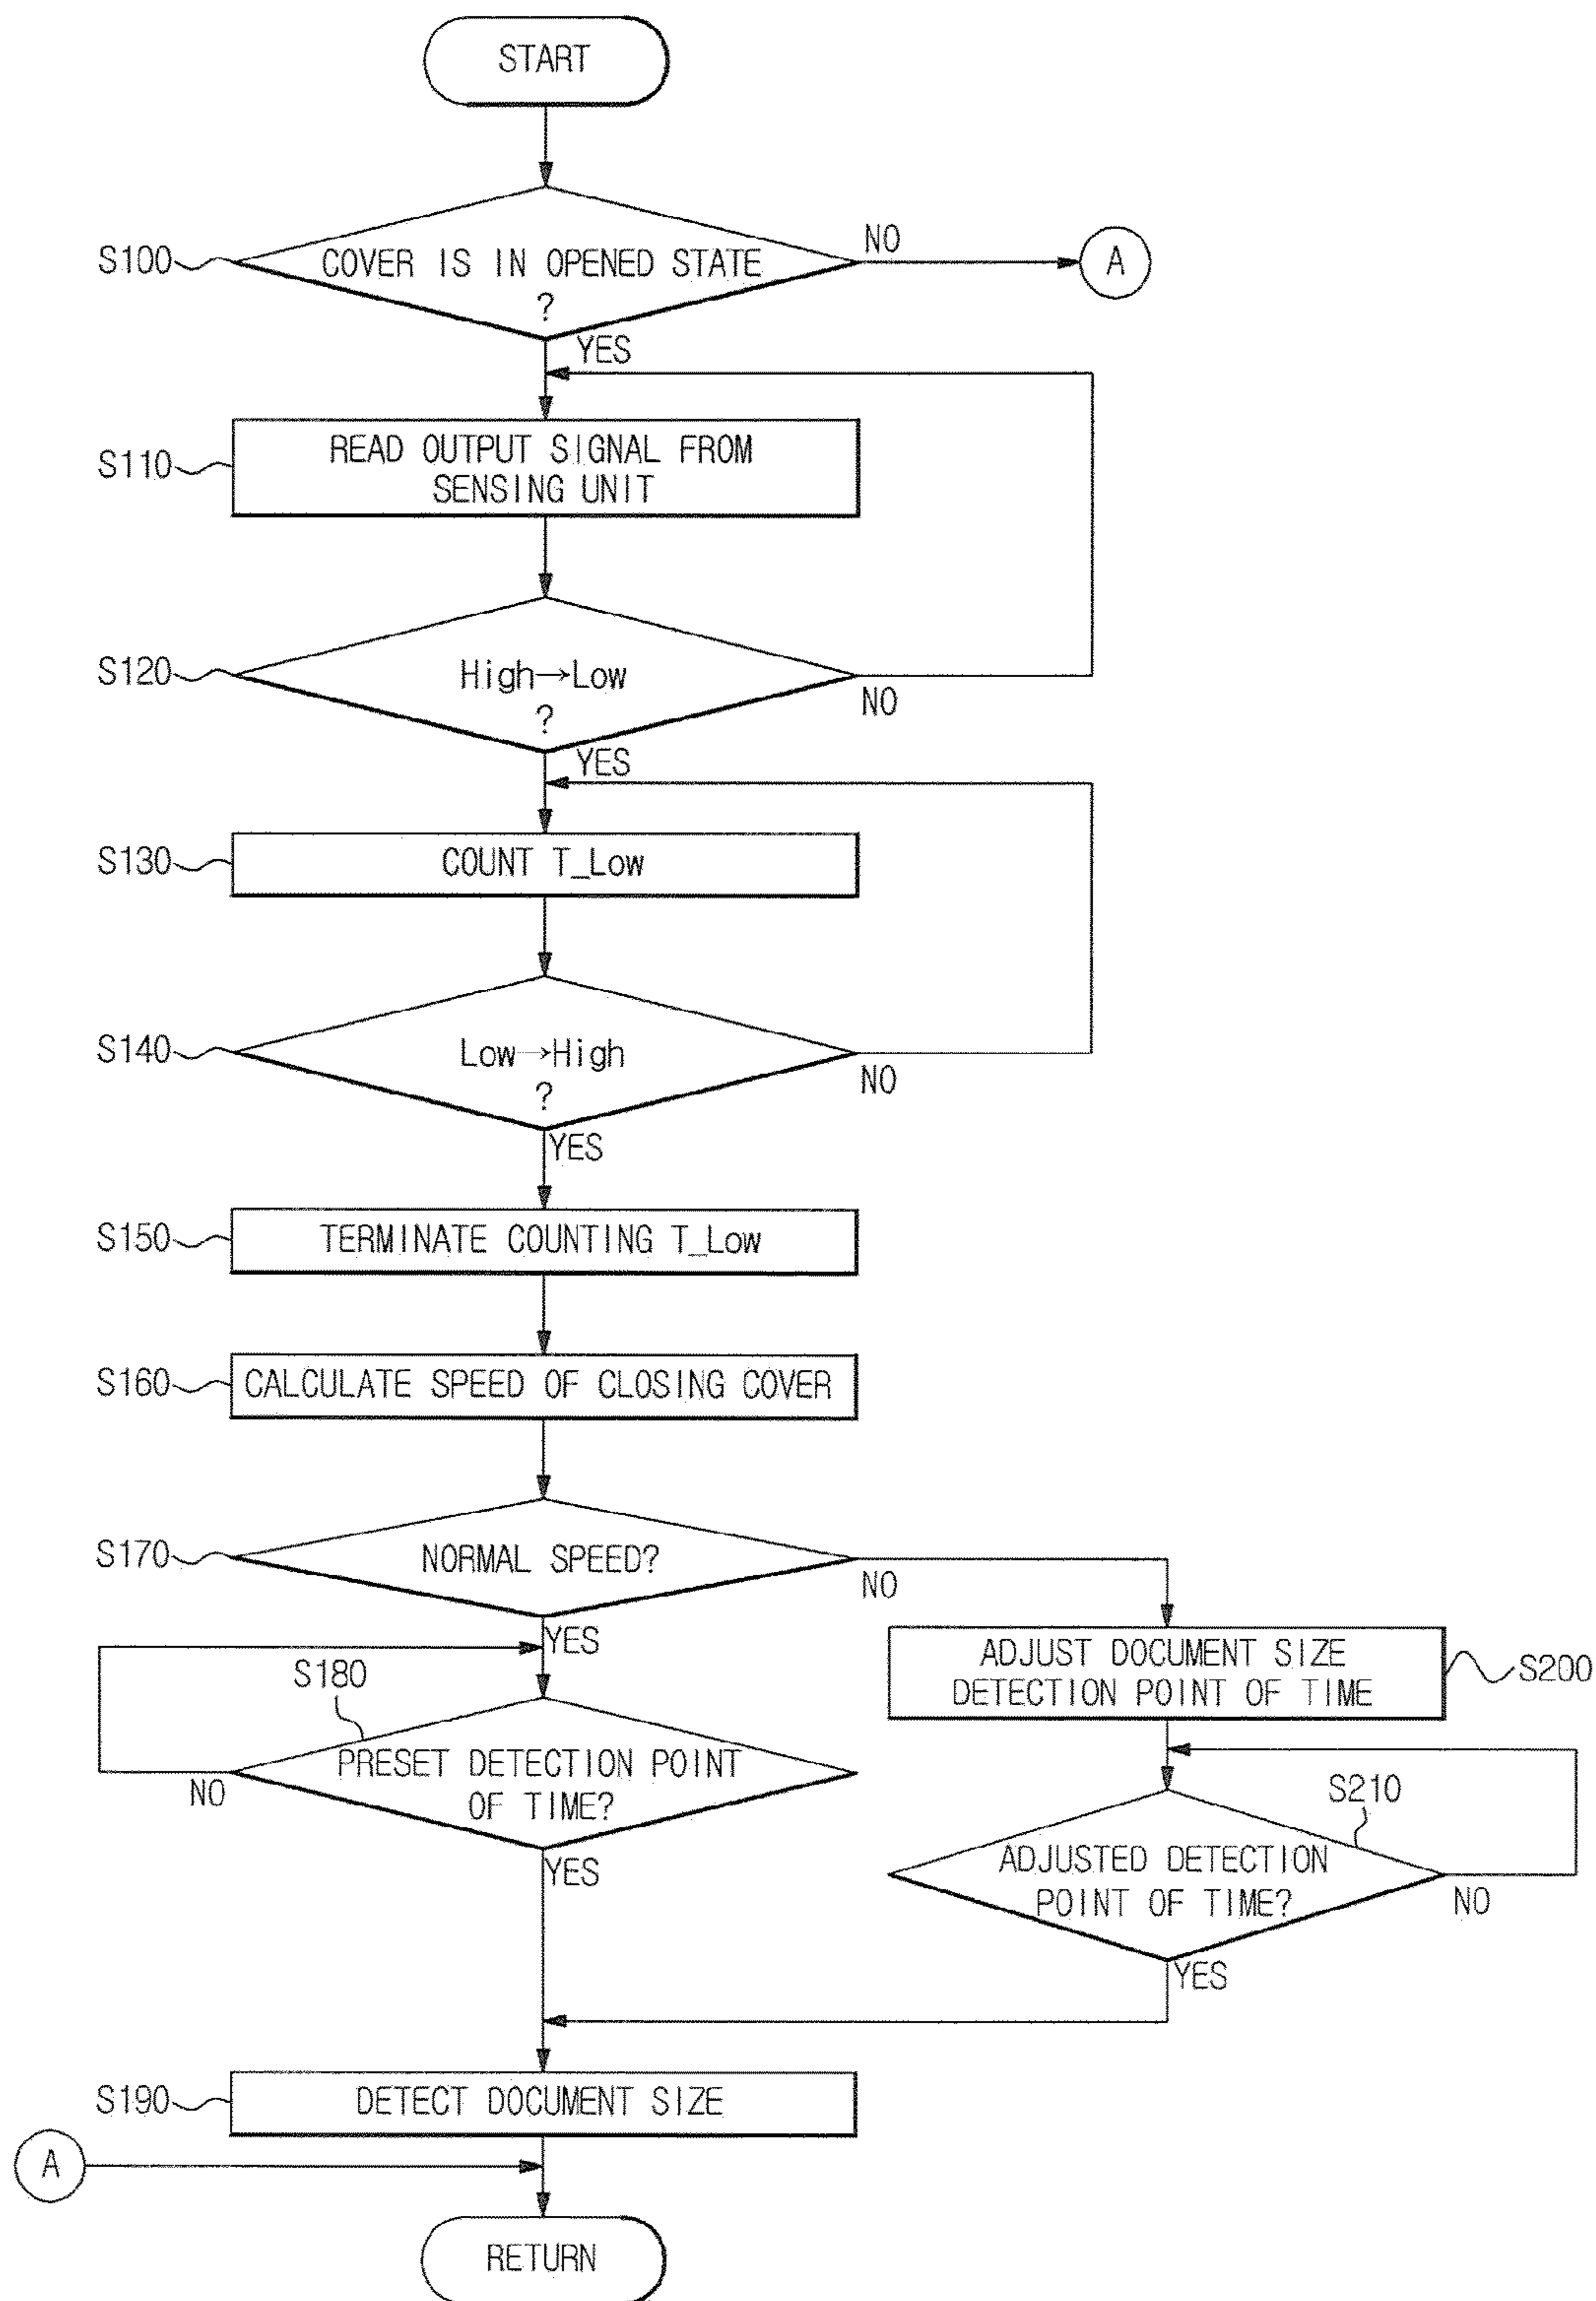 START
S100
COVER IS IN OPENED STATE
?
NO
A
YES
S110
READ OUTPUT SIGNAL FROM
SENSING UNIT
S120
High→Low
?
NO
YES
S130
COUNT T_Low
S140
Low→High
?
NO
YES
S150
TERMINATE COUNTING T_Low
S160
CALCULATE SPEED OF CLOSING COVER
S170
NORMAL SPEED?
NO
YES
S180
PRESET DETECTION POINT
OF TIME?
NO
YES
ADJUST DOCUMENT SIZE
DETECTION POINT OF TIME
S200
S210
ADJUSTED DETECTION
POINT OF TIME?
NO
YES
S190
DETECT DOCUMENT SIZE
A
RETURN